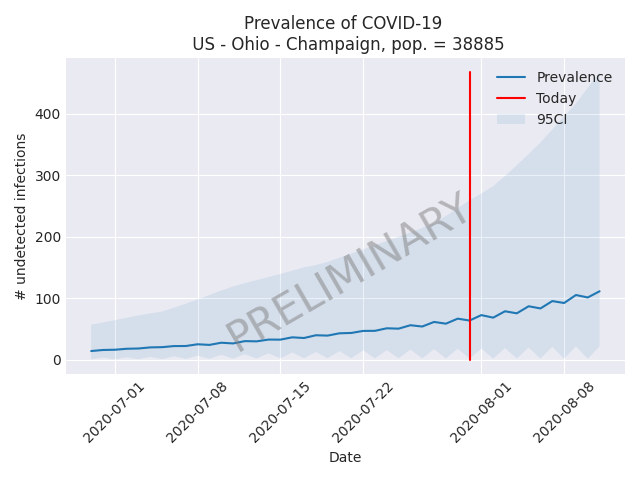 Prevalence of COVID-19
US - Ohio - Champaign, pop. = 38885
Prevalence
Today
95CI
400
300
200
100
0
# undetected infections
PRELIMINARY
2020-07-01
2020-07-08
2020-07-15
2020-07-22
2020-08-01
2020-08-08
Date